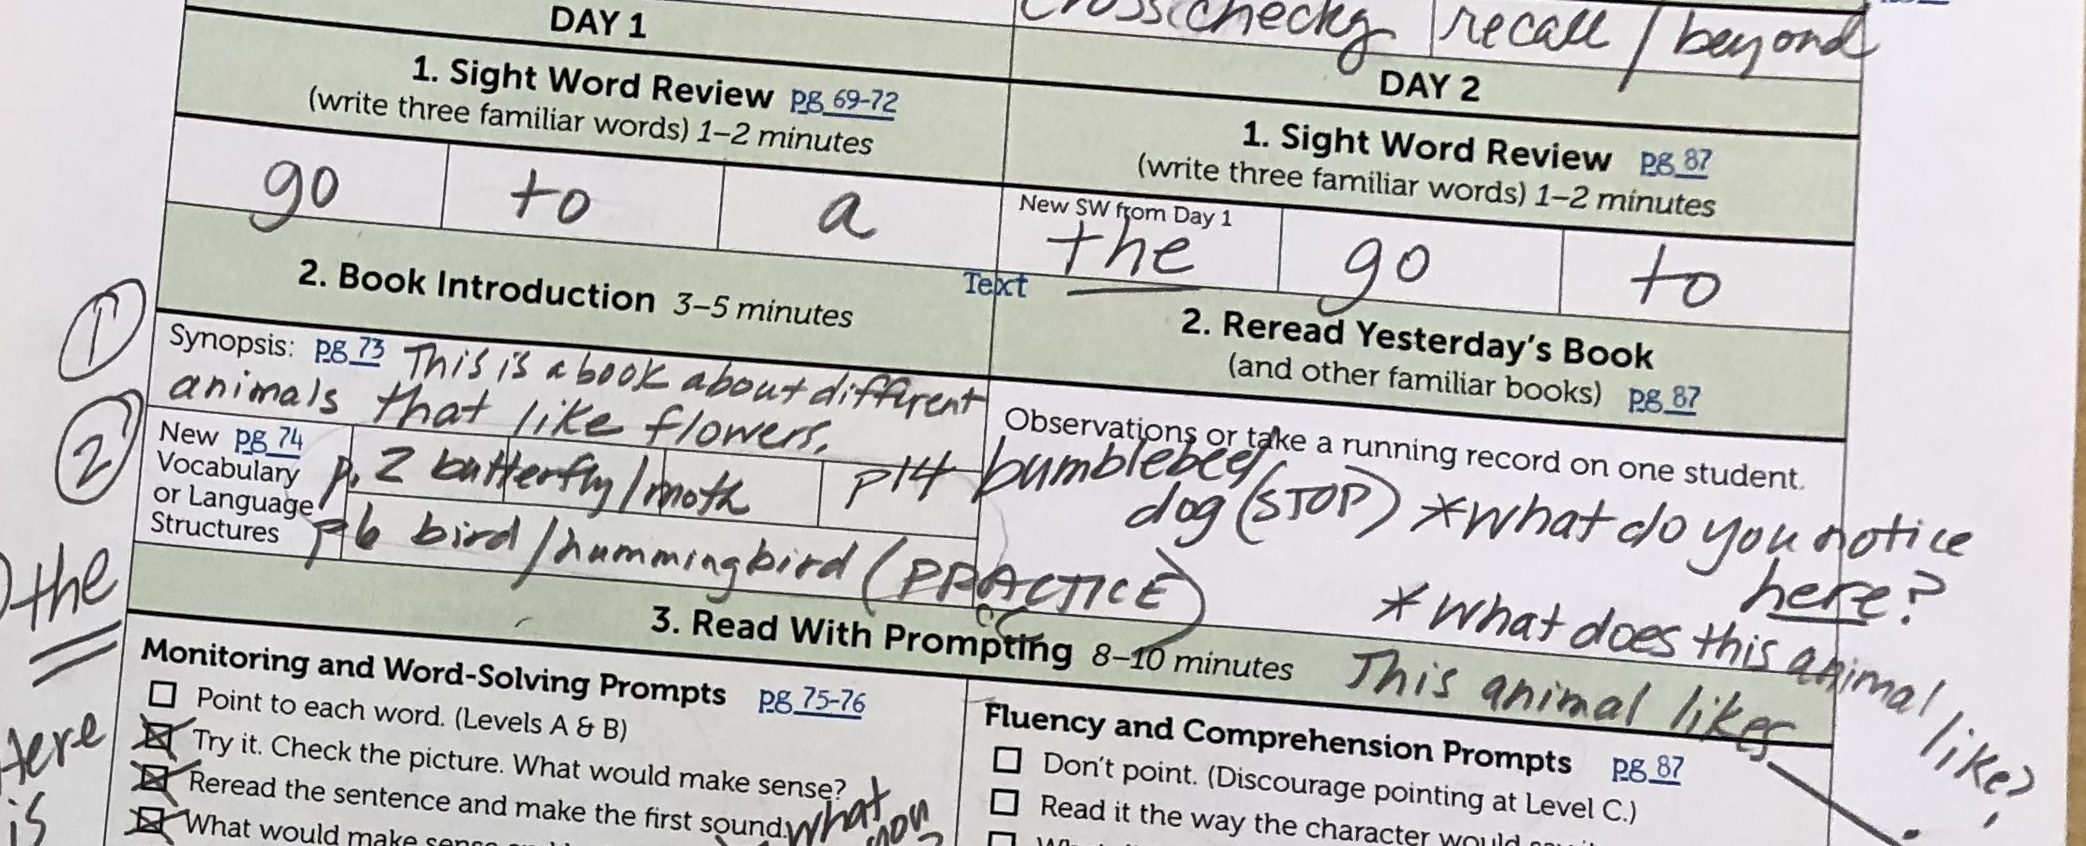 crosschecks recall / beyond
DAY 1
DAY 2
1. Sight Word Review pg 69-72
(write three familiar words) 1–2 minutes
1. Sight Word Review pg 87
(write three familiar words) 1–2 minutes
go to a
New SW from Day 1
the go to
2. Book Introduction 3–5 minutes
Text
2. Reread Yesterday's Book
(and other familiar books) pg 87
1
Synopsis: pg 73 This is a book about different
animals that like flowers.
2
New pg 74
Vocabulary
or Language
Structures
p. 2 butterfly/moth p14 bumblebee/
dog (STOP)
p6 bird/hummingbird (PRACTICE)
Observations or take a running record on one student.
*What do you notice
here?
*What does this animal like?
the
3. Read With Prompting 8–10 minutes
This animal likes
Monitoring and Word-Solving Prompts pg 75-76
Point to each word. (Levels A & B)
Try it. Check the picture. What would make sense?
Reread the sentence and make the first sound.
What would make
what
is
Fluency and Comprehension Prompts pg 87
Don't point. (Discourage pointing at Level C.)
Read it the way the character would